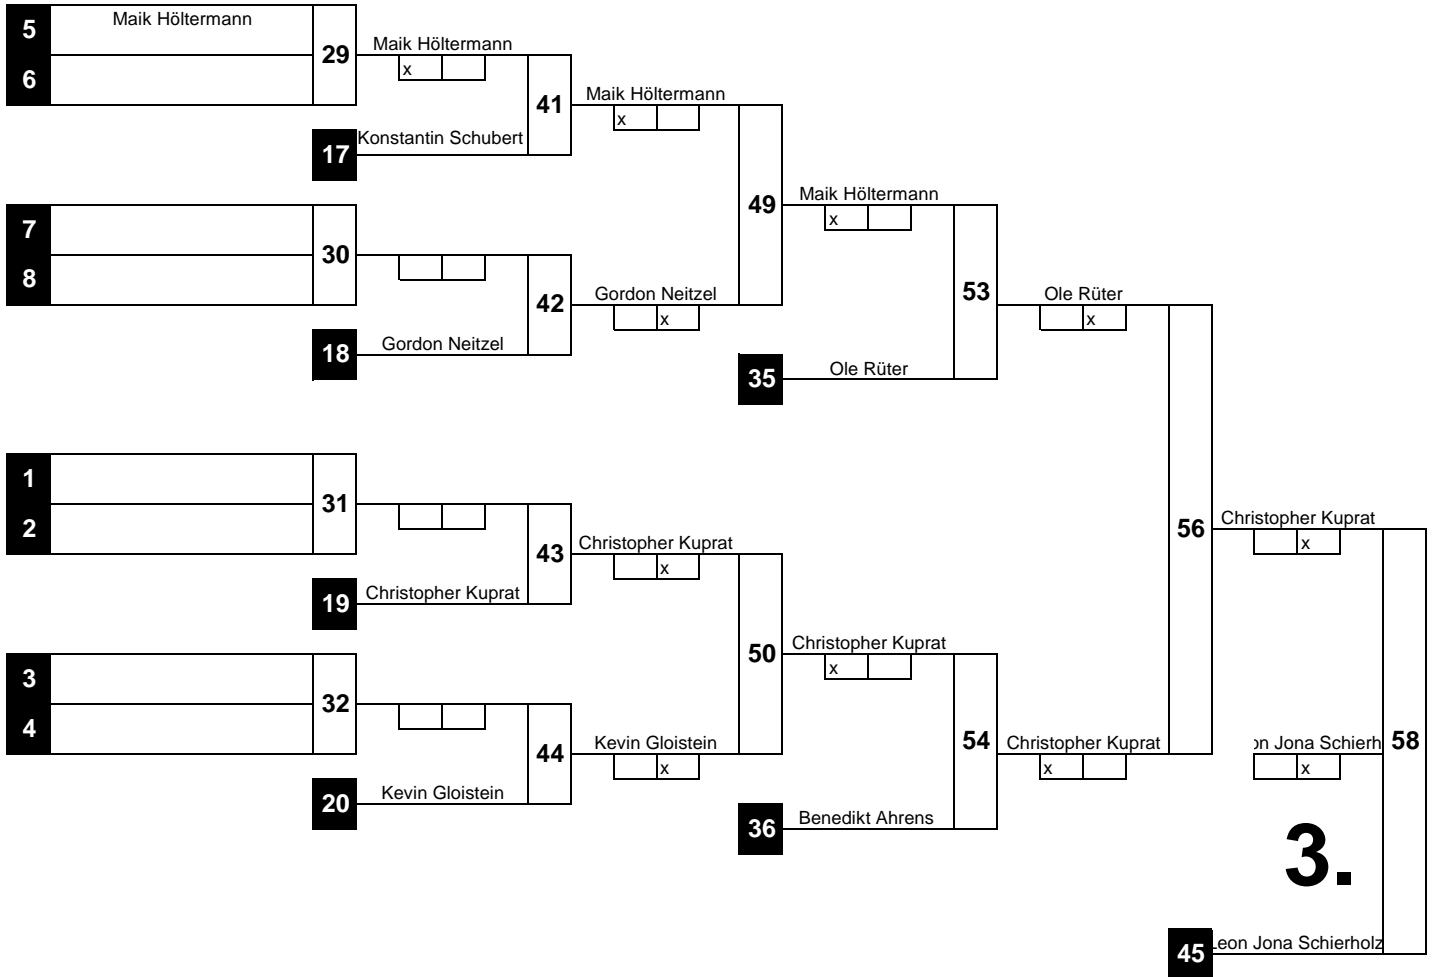 5 Maik Höltermann
29 Maik Höltermann
6
x
41 Maik Höltermann
x
17 Konstantin Schubert
49 Maik Höltermann
x
7
30
8
42 Gordon Neitzel
x
53 Ole Rüter
x
18 Gordon Neitzel
35 Ole Rüter
1
31
2
56 Christopher Kuprat
x
43 Christopher Kuprat
x
19 Christopher Kuprat
50 Christopher Kuprat
x
3
32
4
44 Kevin Gloistein
x
54 Christopher Kuprat
x
on Jona Schierh 58
x
20 Kevin Gloistein
36 Benedikt Ahrens
3.
45 Leon Jona Schierholz